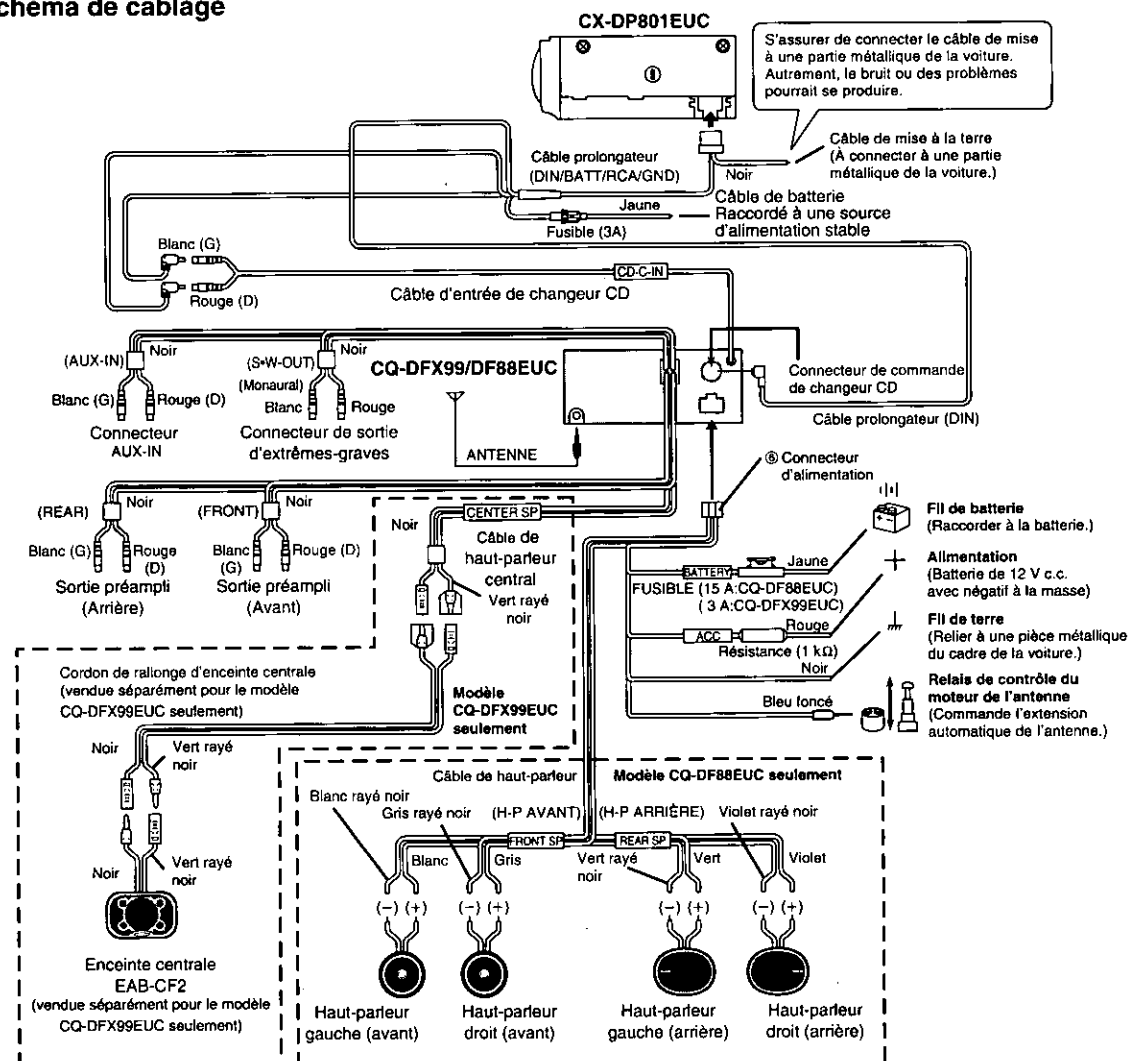 chéma de câblage
CX-DP801EUC
S'assurer de connecter le câble de mise
à une partie métallique de la voiture.
Autrement, le bruit ou des problèmes
pourrait se produire.
Câble de mise à la terre
(À connecter à une partie
métallique de la voiture.)
Câble prolongateur
(DIN/BATT/RCA/GND)
Noir
Jaune
Câble de batterie
Raccordé à une source
d'alimentation stable
Fusible (3A)
Blanc (G)
Rouge (D)
CD-C-IN
Câble d'entrée de changeur CD
(AUX-IN)
Noir
Blanc (G)
Rouge (D)
Connecteur
AUX-IN
(S•W-OUT)
Noir
(Monaural)
Blanc
Rouge
Connecteur de sortie
d'extrêmes-graves
CQ-DFX99/DF88EUC
ANTENNE
Connecteur de commande
de changeur CD
Câble prolongateur (DIN)
⑥ Connecteur
d'alimentation
(REAR)
Noir
Blanc (G)
Rouge
(D)
Sortie préampli
(Arrière)
(FRONT)
Noir
Blanc
(G)
Rouge (D)
Sortie préampli
(Avant)
Noir
CENTER SP
Câble de
haut-parleur
central
Vert rayé
noir
BATTERY
Jaune
FUSIBLE (15 A:CQ-DF88EUC)
( 3 A:CQ-DFX99EUC)
ACC
Rouge
Résistance (1 kΩ)
Noir
Bleu foncé
Fil de batterie
(Raccorder à la batterie.)
Alimentation
(Batterie de 12 V c.c.
avec négatif à la masse)
Fil de terre
(Relier à une pièce métallique
du cadre de la voiture.)
Relais de contrôle du
moteur de l'antenne
(Commande l'extension
automatique de l'antenne.)
Cordon de rallonge d'enceinte centrale
(vendue séparément pour le modèle
CQ-DFX99EUC seulement)
Modèle
CQ-DFX99EUC
seulement
Noir
Vert rayé
noir
Noir
Vert rayé
noir
Enceinte centrale
EAB-CF2
(vendue séparément pour le modèle
CQ-DFX99EUC seulement)
Câble de haut-parleur
Modèle CQ-DF88EUC seulement
Blanc rayé noir
Gris rayé noir
(H-P AVANT)
(H-P ARRIÈRE)
Violet rayé noir
FRONT SP
REAR SP
Blanc
Gris
Vert rayé
noir
Vert
Violet
(−) (+)
(−) (+)
(−) (+)
(−) (+)
Haut-parleur
gauche (avant)
Haut-parleur
droit (avant)
Haut-parleur
gauche (arrière)
Haut-parleur
droit (arrière)